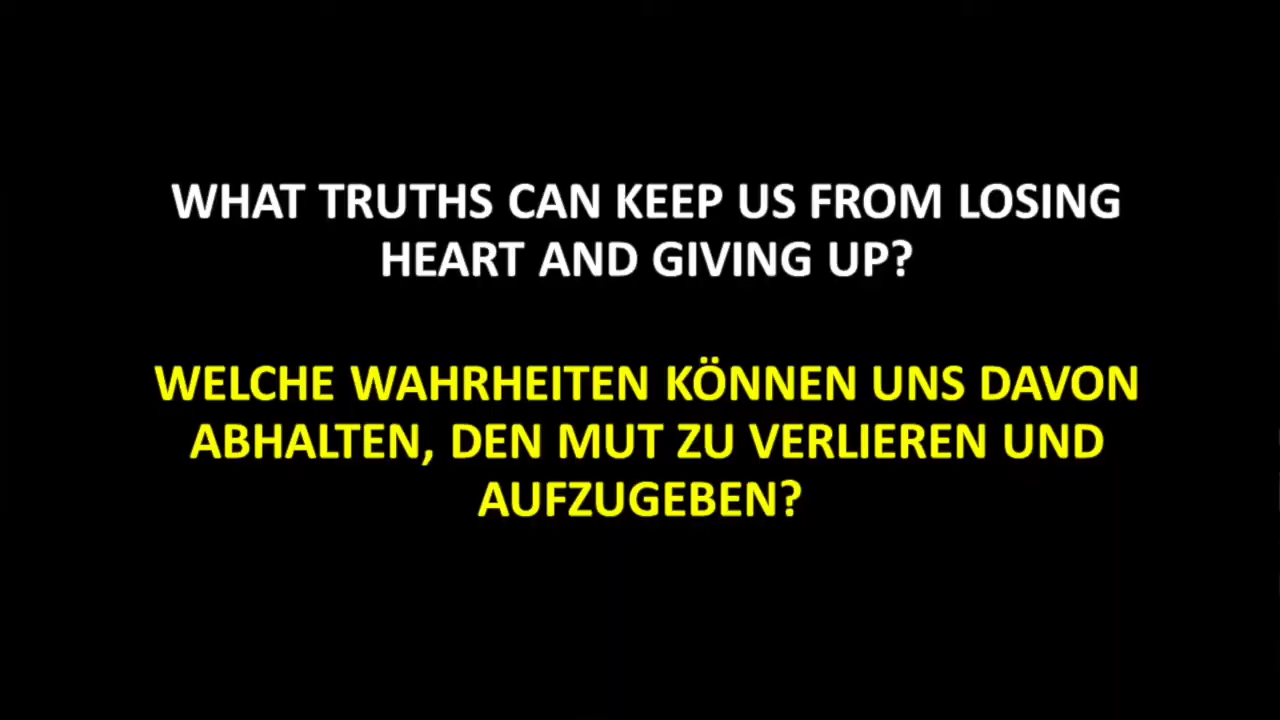 WHAT TRUTHS CAN KEEP US FROM LOSING
HEART AND GIVING UP?
WELCHE WAHRHEITEN KÖNNEN UNS DAVON
ABHALTEN, DEN MUT ZU VERLIEREN UND
AUFZUGEBEN?